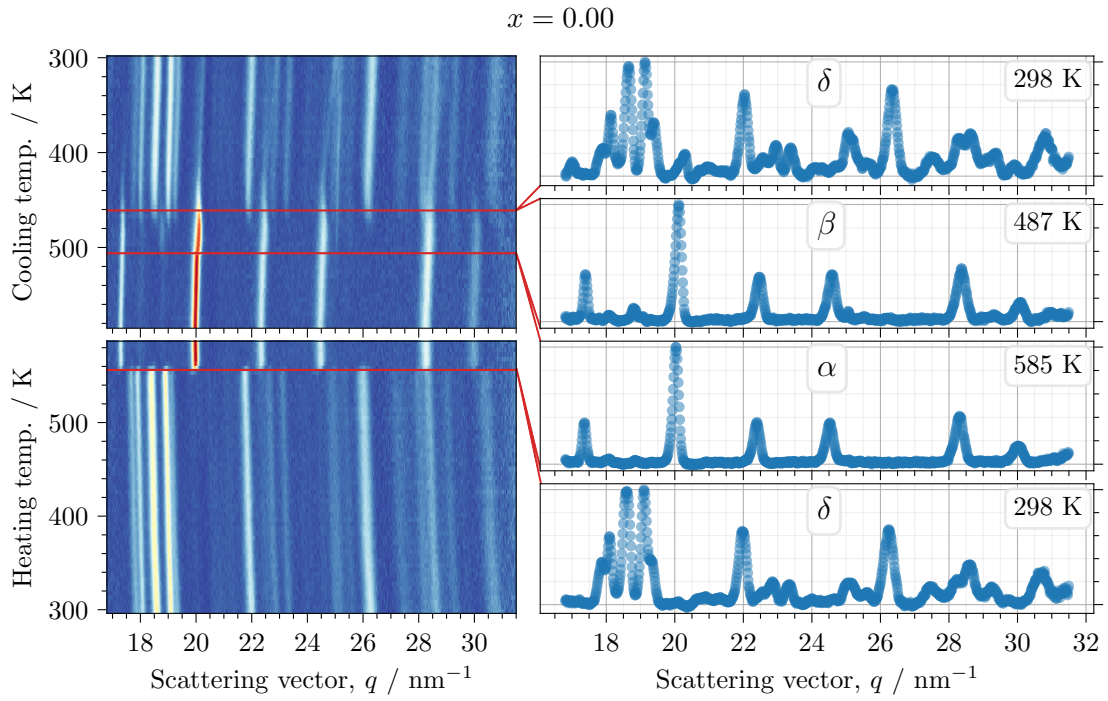 x = 0.00
300
400
500
Cooling temp. / K
500
400
300
Heating temp. / K
18 20 22 24 26 28 30
Scattering vector, q / nm⁻¹
δ 298 K
β 487 K
α 585 K
δ 298 K
18 20 22 24 26 28 30 32
Scattering vector, q / nm⁻¹